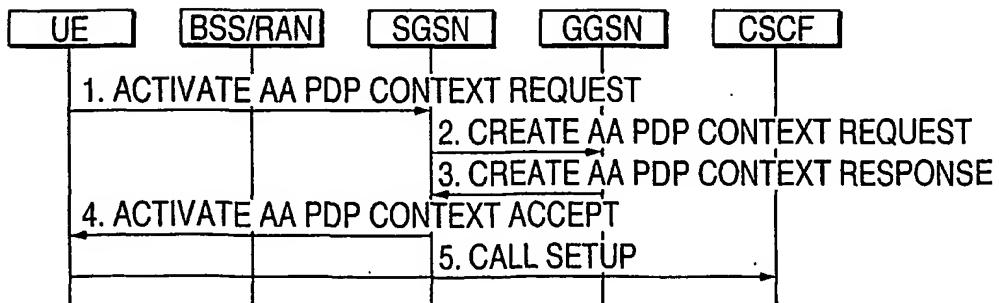 UE BSS/RAN SGSN GGSN CSCF
1. ACTIVATE AA PDP CONTEXT REQUEST
2. CREATE AA PDP CONTEXT REQUEST
3. CREATE AA PDP CONTEXT RESPONSE
4. ACTIVATE AA PDP CONTEXT ACCEPT
5. CALL SETUP